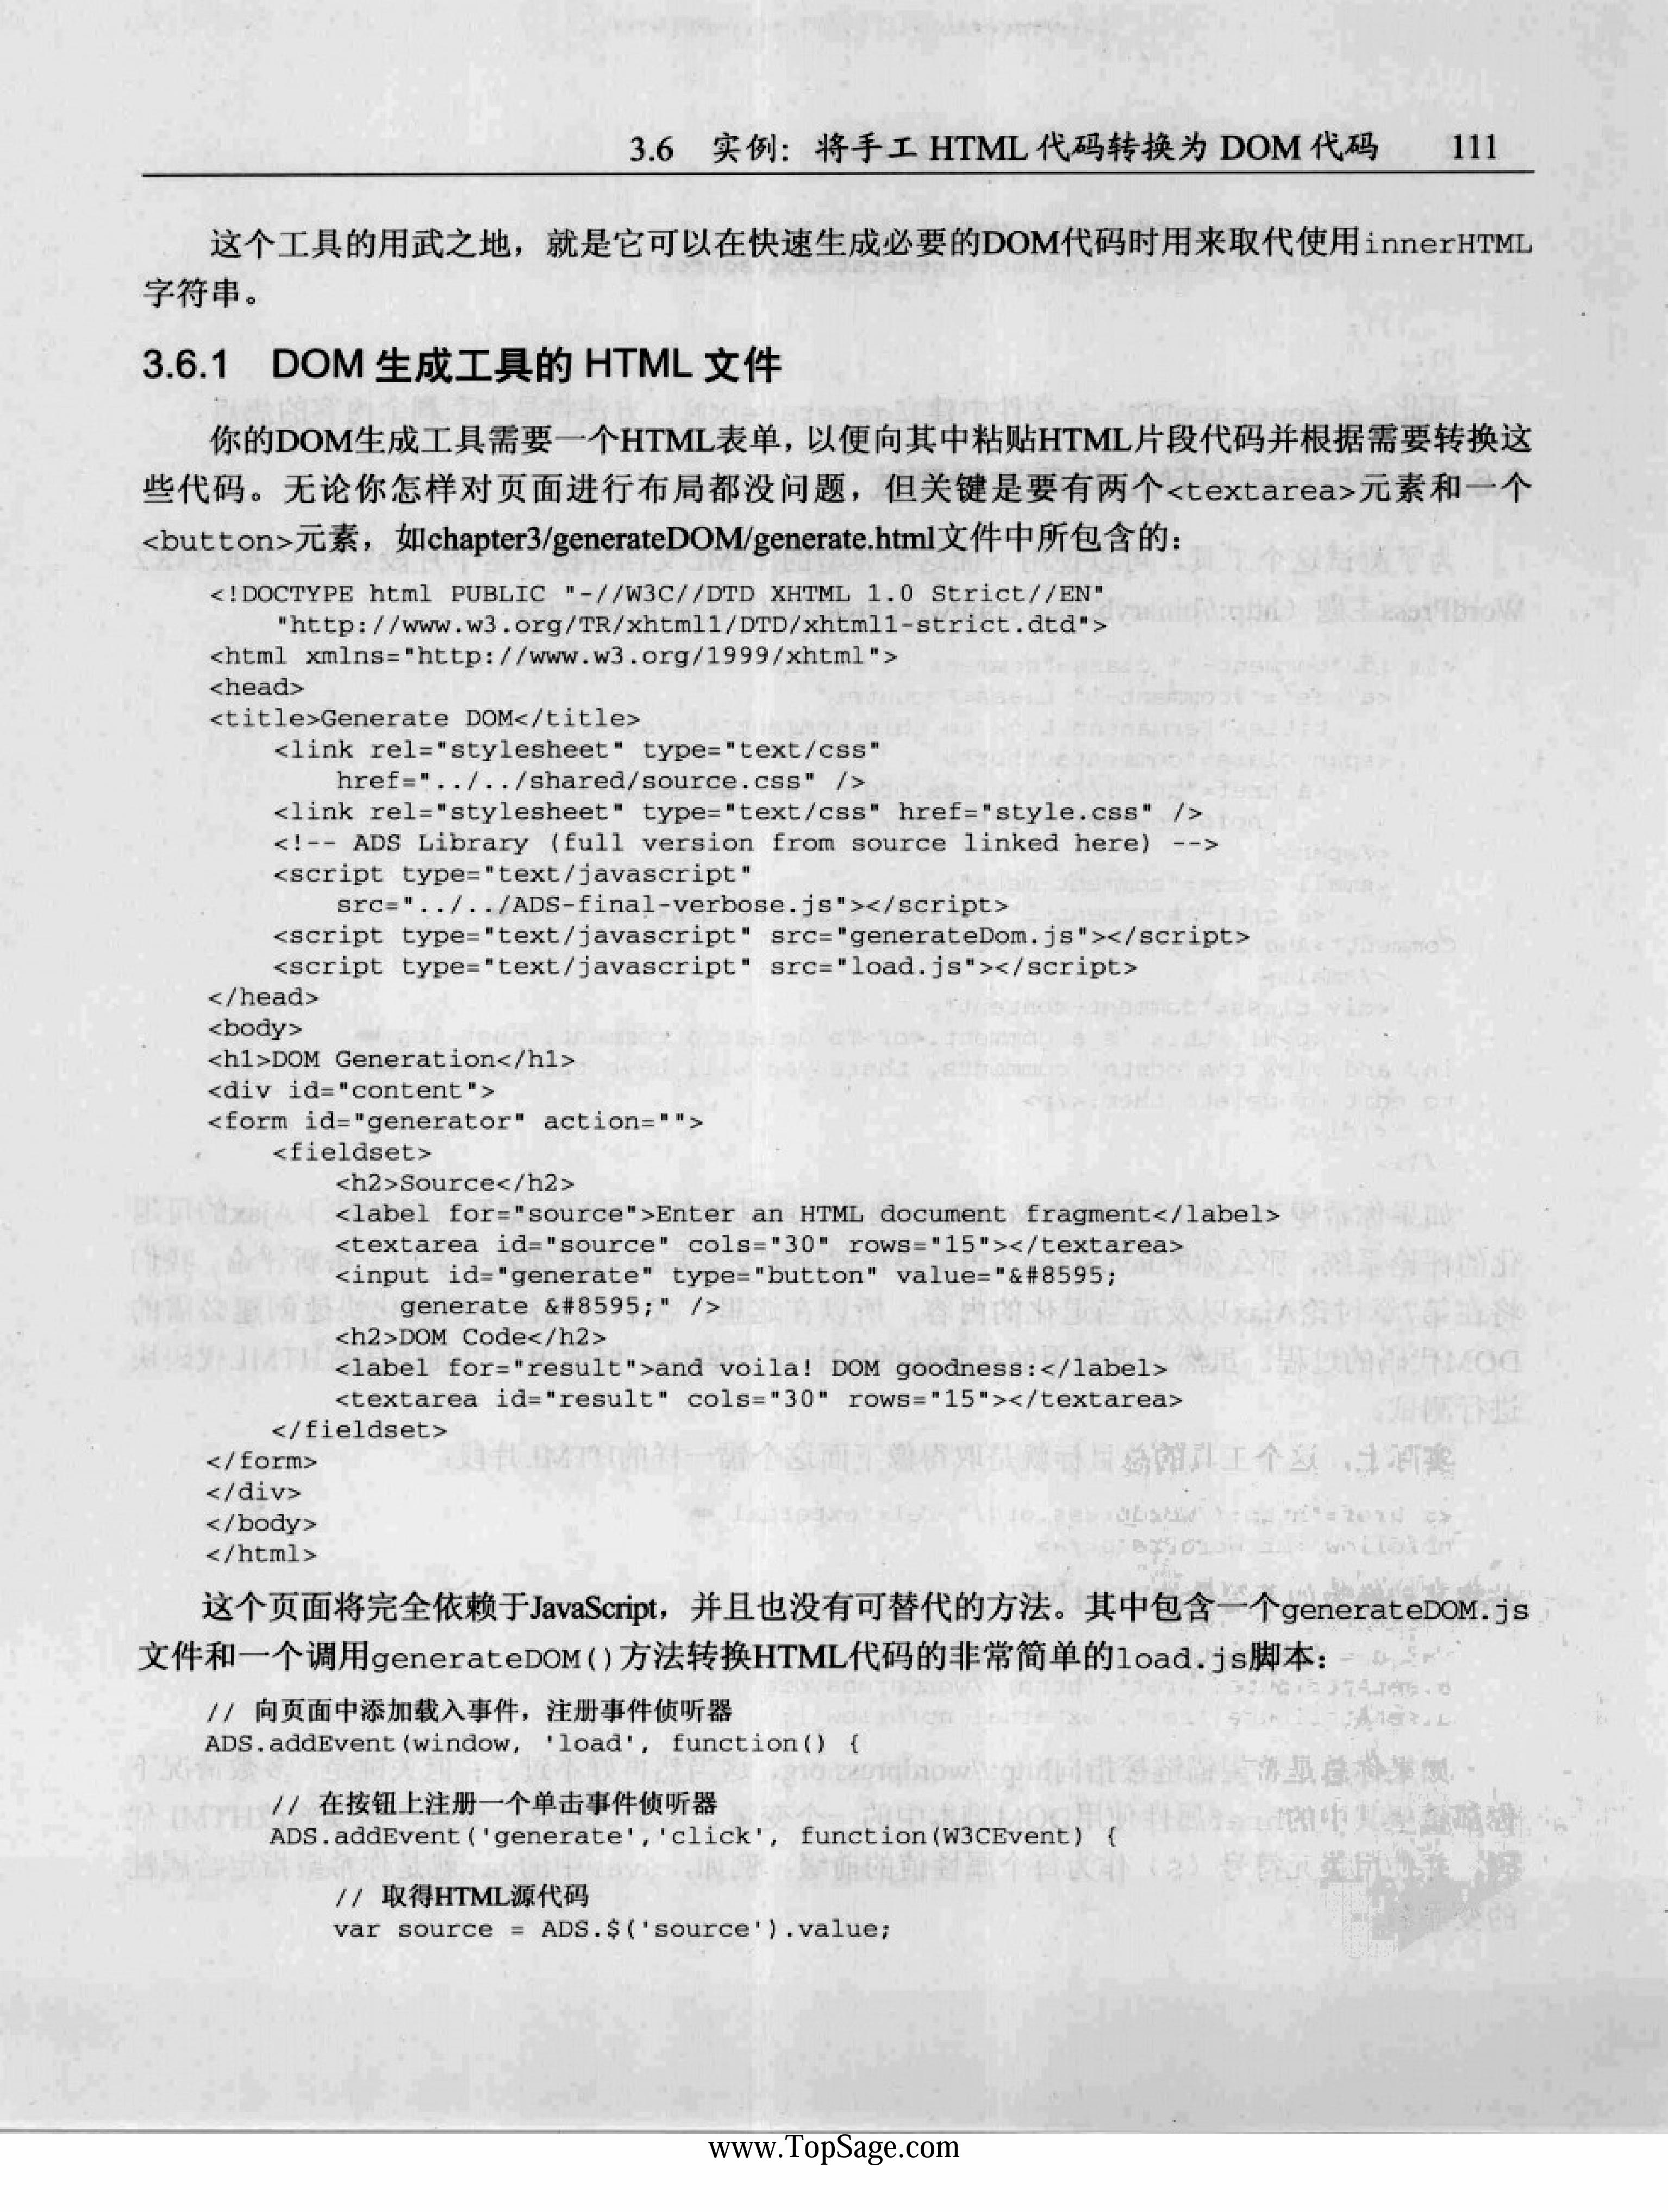 3.6 实例：将手工 HTML 代码转换为 DOM 代码 111
这个工具的用武之地，就是它可以在快速生成必要的DOM代码时用来取代使用innerHTML
字符串。
3.6.1 DOM 生成工具的 HTML 文件
你的DOM生成工具需要一个HTML表单，以便向其中粘贴HTML片段代码并根据需要转换这
些代码。无论你怎样对页面进行布局都没问题，但关键是要有两个<textarea>元素和一个
<button>元素，如chapter3/generateDOM/generate.html文件中所包含的：
<!DOCTYPE html PUBLIC "-//W3C//DTD XHTML 1.0 Strict//EN"
"http://www.w3.org/TR/xhtml1/DTD/xhtml1-strict.dtd">
<html xmlns="http://www.w3.org/1999/xhtml">
<head>
<title>Generate DOM</title>
<link rel="stylesheet" type="text/css"
href="../../shared/source.css" />
<link rel="stylesheet" type="text/css" href="style.css" />
<!-- ADS Library (full version from source linked here) -->
<script type="text/javascript"
src="../../ADS-final-verbose.js"></script>
<script type="text/javascript" src="generateDom.js"></script>
<script type="text/javascript" src="load.js"></script>
</head>
<body>
<h1>DOM Generation</h1>
<div id="content">
<form id="generator" action="">
<fieldset>
<h2>Source</h2>
<label for="source">Enter an HTML document fragment</label>
<textarea id="source" cols="30" rows="15"></textarea>
<input id="generate" type="button" value="&#8595;
generate &#8595;" />
<h2>DOM Code</h2>
<label for="result">and voila! DOM goodness:</label>
<textarea id="result" cols="30" rows="15"></textarea>
</fieldset>
</form>
</div>
</body>
</html>
这个页面将完全依赖于JavaScript，并且也没有可替代的方法。其中包含一个generateDOM.js
文件和一个调用generateDOM()方法转换HTML代码的非常简单的load.js脚本：
// 向页面中添加载入事件，注册事件侦听器
ADS.addEvent(window, 'load', function() {
// 在按钮上注册一个单击事件侦听器
ADS.addEvent('generate','click', function(W3CEvent) {
// 取得HTML源代码
var source = ADS.$('source').value;
www.TopSage.com